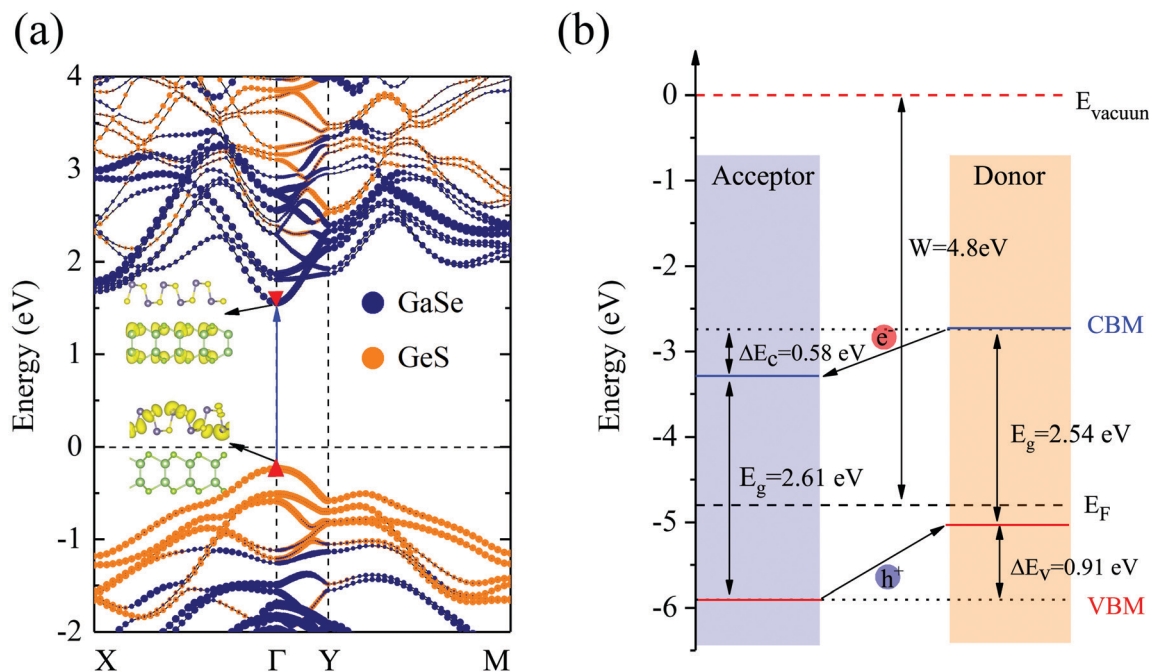 (a)
4
3
2
1
0
-1
-2
Energy (eV)
GaSe
GeS
X Γ Y M
(b)
0
-1
-2
-3
-4
-5
-6
Energy (eV)
E_vacuun
Acceptor
Donor
W=4.8eV
CBM
e⁻
ΔE_C=0.58 eV
E_g=2.54 eV
E_g=2.61 eV
E_F
ΔE_V=0.91 eV
h⁺
VBM